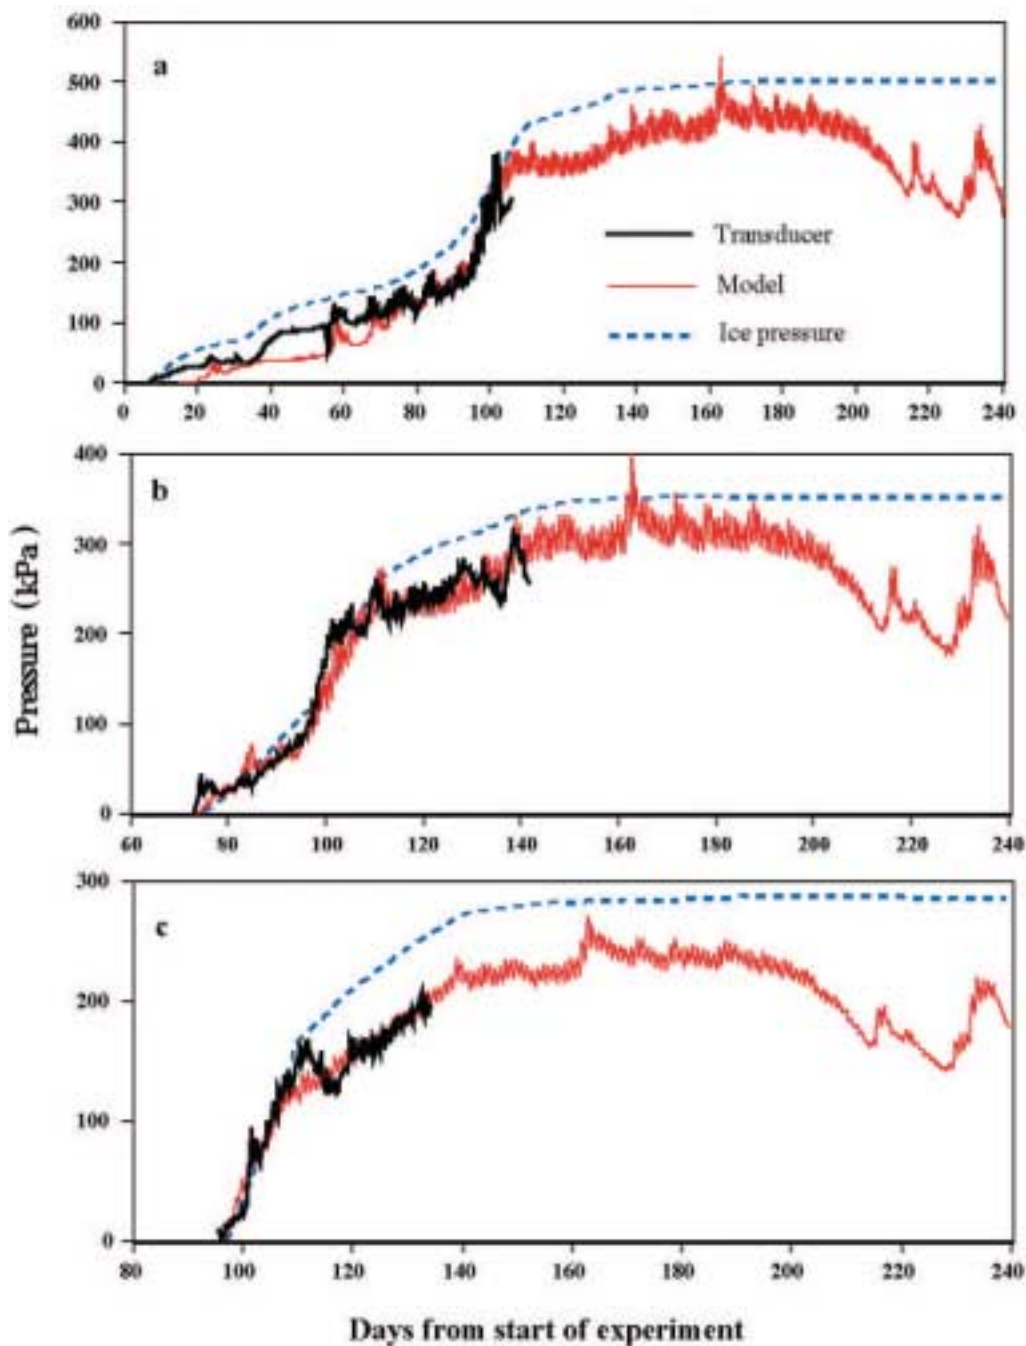 600
a
500
400
300
Transducer
200
Model
100
Ice pressure
0
0 20 40 60 80 100 120 140 160 180 200 220 240
400
b
300
200
100
0
60 80 100 120 140 160 180 200 220 240
Pressure (kPa)
300
c
200
100
0
80 100 120 140 160 180 200 220 240
Days from start of experiment